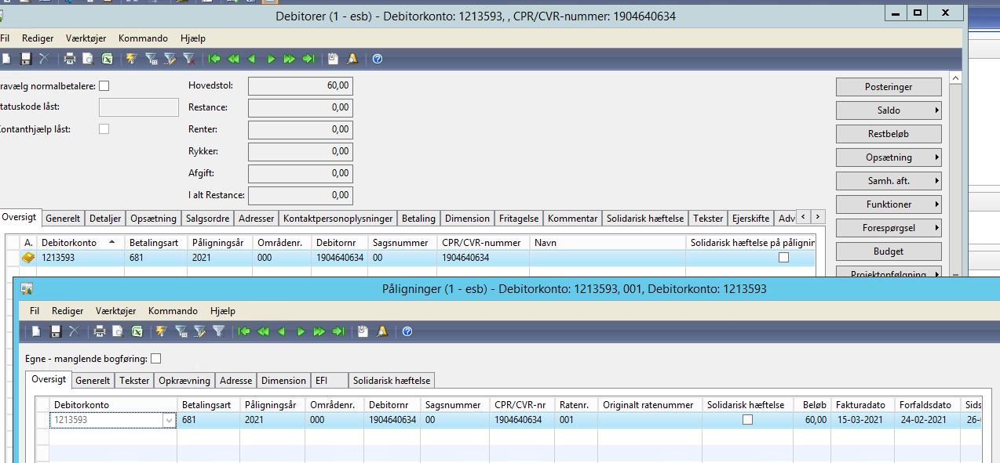 Debitorer (1 - esb) - Debitorkonto: 1213593, , CPR/CVR-nummer: 1904640634
Fil Rediger Værktøjer Kommando Hjælp
ravælg normalbetalere:
tatuskode låst:
ontanthjælp låst:
Hovedstol: 60,00
Restance: 0,00
Renter: 0,00
Rykker: 0,00
Afgift: 0,00
I alt Restance: 0,00
Posteringer
Saldo
Restbeløb
Opsætning
Samh. aft.
Funktioner
Forespørgsel
Budget
Projektopfølgning
Oversigt Generelt Detaljer Opsætning Salgsordre Adresser Kontaktpersonoplysninger Betaling Dimension Fritagelse Kommentar Solidarisk hæftelse Tekster Ejerskifte Adv
A. Debitorkonto Betalingsart Påligningsår Områdenr. Debitornr Sagsnummer CPR/CVR-nummer Navn Solidarisk hæftelse på pålignin
1213593 681 2021 000 1904640634 00 1904640634
Påligninger (1 - esb) - Debitorkonto: 1213593, 001, Debitorkonto: 1213593
Fil Rediger Værktøjer Kommando Hjælp
Egne - manglende bogføring:
Oversigt Generelt Tekster Opkrævning Adresse Dimension EFI Solidarisk hæftelse
Debitorkonto Betalingsart Påligningsår Områdenr. Debitornr Sagsnummer CPR/CVR-nr Ratenr. Originalt ratenummer Solidarisk hæftelse Beløb Fakturadato Forfaldsdato Sids
1213593 681 2021 000 1904640634 00 1904640634 001 60,00 15-03-2021 24-02-2021 26-